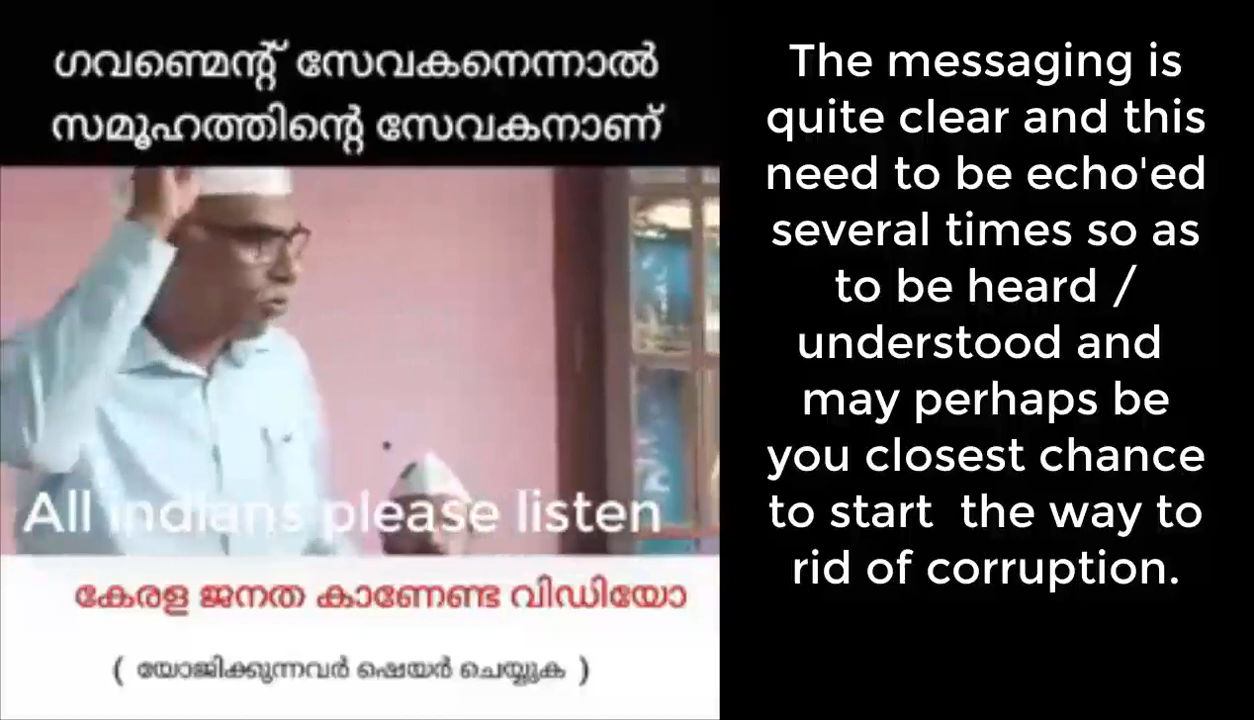 ഗവണ്മെന്റ് സേവകനെന്നാൽ
സമൂഹത്തിന്റെ സേവകനാണ്
All indians please listen
കേരള ജനത കാണേണ്ട വിഡിയോ
( യോജിക്കുന്നവർ ഷെയർ ചെയ്യുക )
The messaging is
quite clear and this
need to be echo'ed
several times so as
to be heard /
understood and
may perhaps be
you closest chance
to start the way to
rid of corruption.